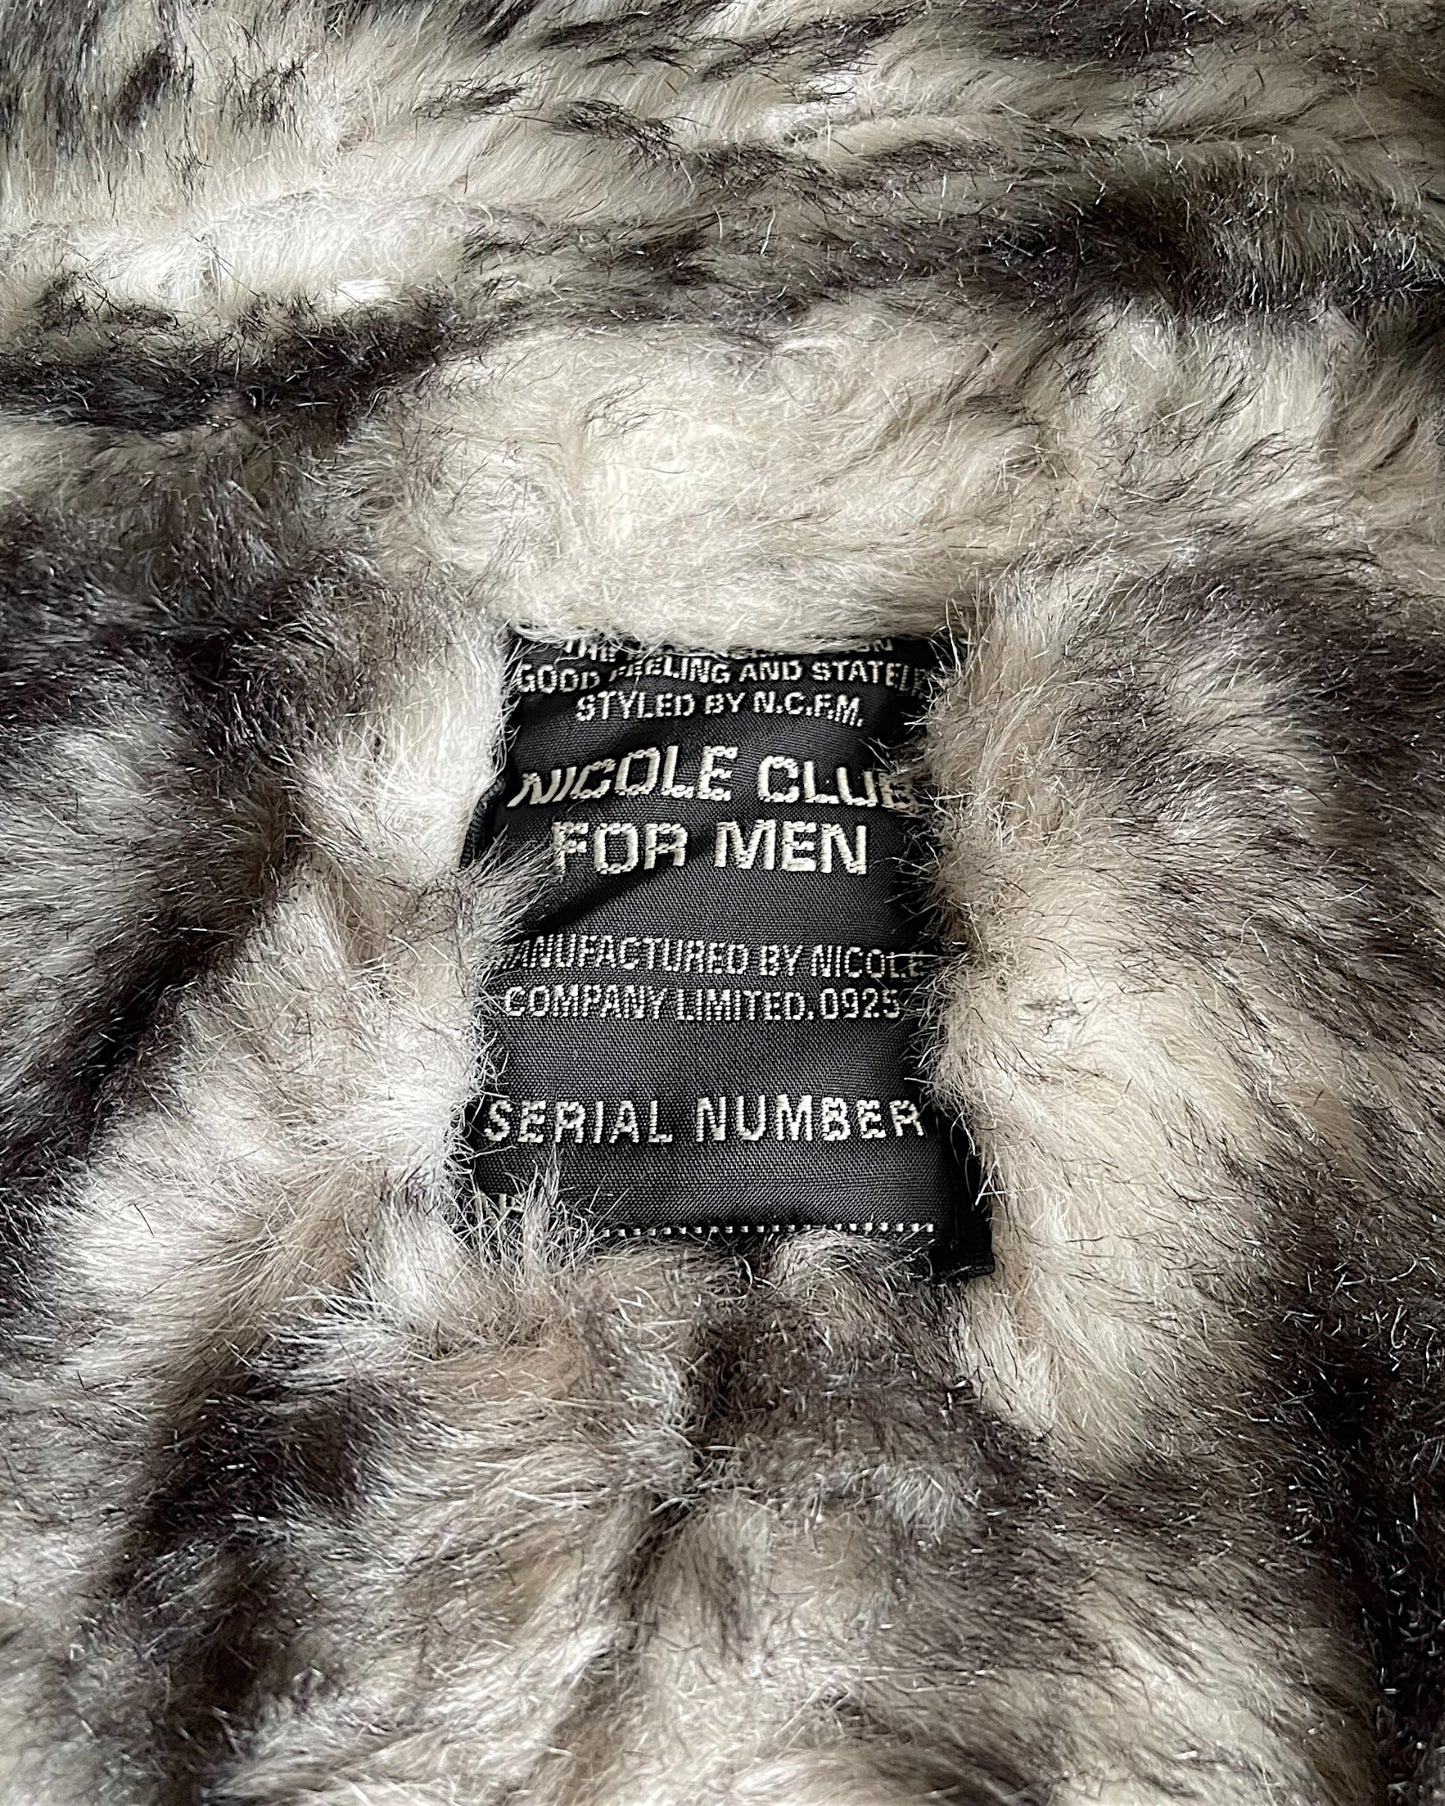 GOOD FEELING AND STATELY
STYLED BY N.C.F.M.
NICOLE CLUB
FOR MEN
MANUFACTURED BY NICOLE
COMPANY LIMITED. 0925
SERIAL NUMBER